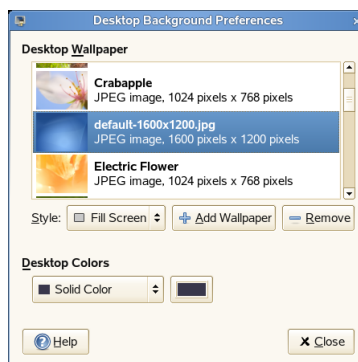 Desktop Background Preferences
Desktop Wallpaper
Crabapple
JPEG image, 1024 pixels x 768 pixels
default-1600x1200.jpg
JPEG image, 1600 pixels x 1200 pixels
Electric Flower
JPEG image, 1024 pixels x 768 pixels
Style: Fill Screen Add Wallpaper Remove
Desktop Colors
Solid Color
Help Close